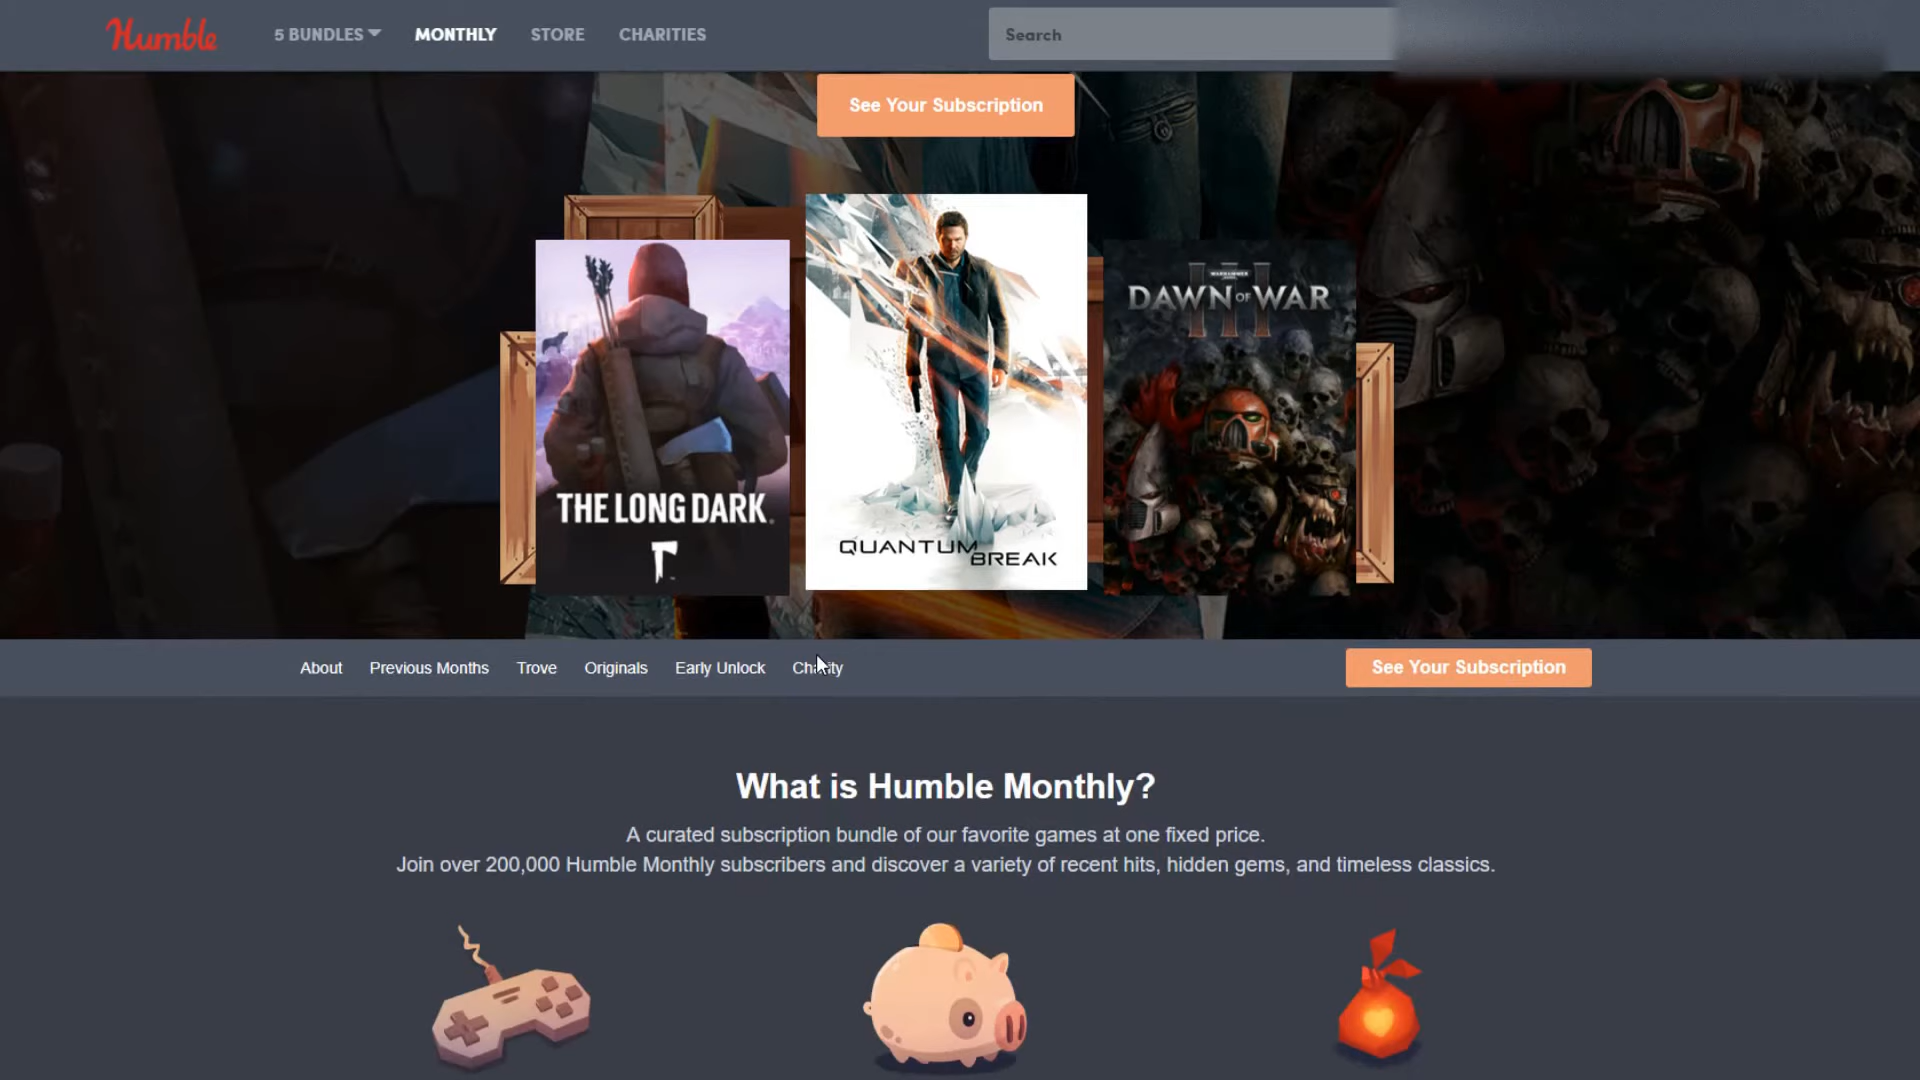 Humble
5 BUNDLES
MONTHLY
STORE
CHARITIES
Search
See Your Subscription
THE LONG DARK
QUANTUM
BREAK
WARHAMMER
DAWN OF WAR
III
About
Previous Months
Trove
Originals
Early Unlock
Charity
See Your Subscription
What is Humble Monthly?
A curated subscription bundle of our favorite games at one fixed price.
Join over 200,000 Humble Monthly subscribers and discover a variety of recent hits, hidden gems, and timeless classics.